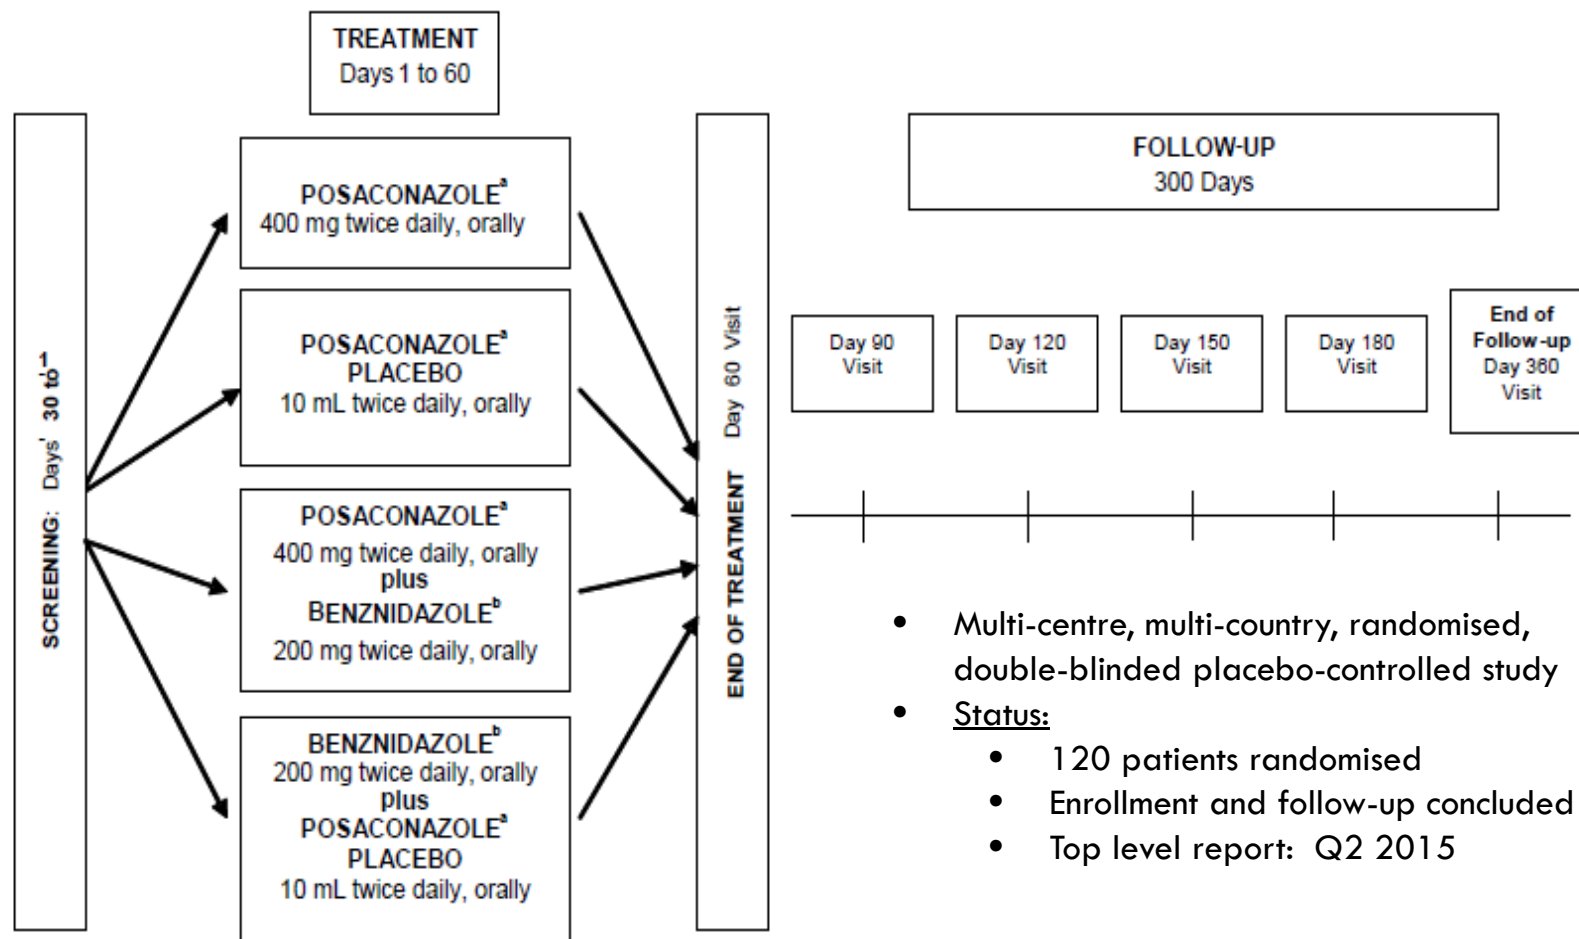 TREATMENT
Days 1 to 60
SCREENING: Days' 30 to'
POSACONAZOLEª
400 mg twice daily, orally
POSACONAZOLEª
PLACEBO
10 mL twice daily, orally
POSACONAZOLEª
400 mg twice daily, orally
plus
BENZNIDAZOLEᵇ
200 mg twice daily, orally
BENZNIDAZOLEᵇ
200 mg twice daily, orally
plus
POSACONAZOLEª
PLACEBO
10 mL twice daily, orally
END OF TREATMENT Day 60 Visit
FOLLOW-UP
300 Days
Day 90
Visit
Day 120
Visit
Day 150
Visit
Day 180
Visit
End of
Follow-up
Day 360
Visit
• Multi-centre, multi-country, randomised,
double-blinded placebo-controlled study
• Status:
• 120 patients randomised
• Enrollment and follow-up concluded
• Top level report: Q2 2015